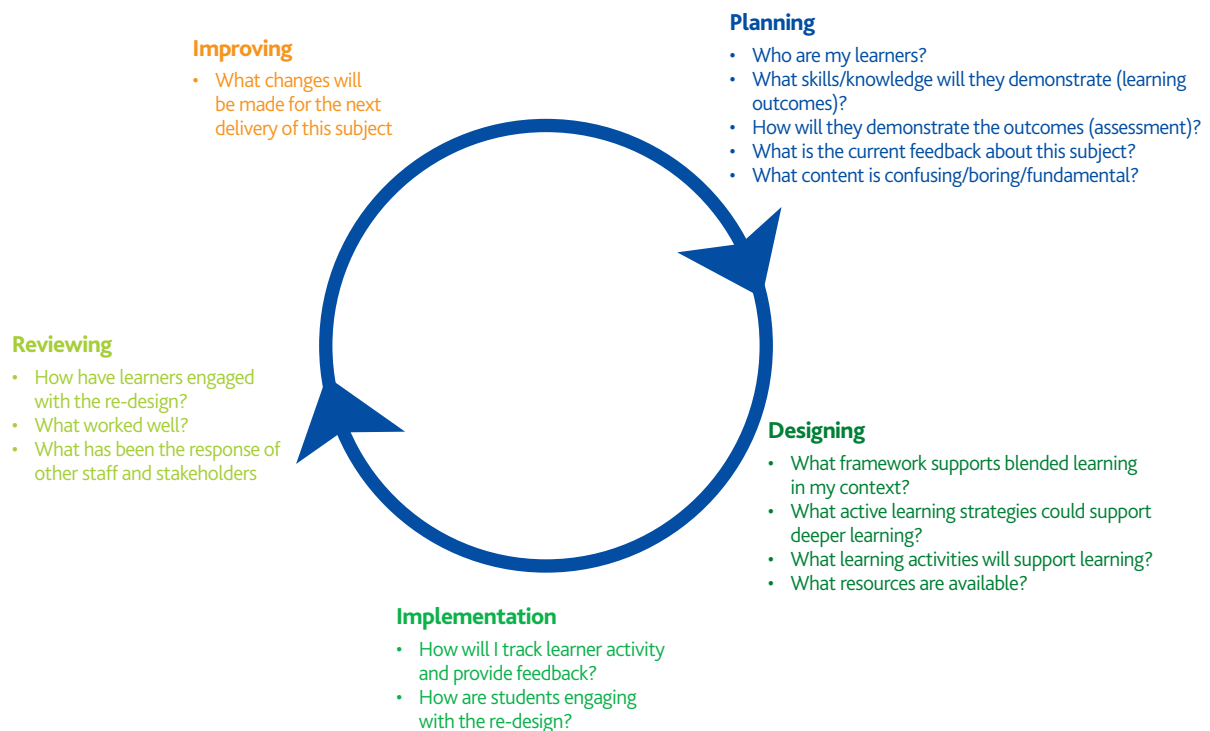 Planning
• Who are my learners?
• What skills/knowledge will they demonstrate (learning
outcomes)?
• How will they demonstrate the outcomes (assessment)?
• What is the current feedback about this subject?
• What content is confusing/boring/fundamental?
Designing
• What framework supports blended learning
in my context?
• What active learning strategies could support
deeper learning?
• What learning activities will support learning?
• What resources are available?
Implementation
• How will I track learner activity
and provide feedback?
• How are students engaging
with the re-design?
Reviewing
• How have learners engaged
with the re-design?
• What worked well?
• What has been the response of
other staff and stakeholders
Improving
• What changes will
be made for the next
delivery of this subject